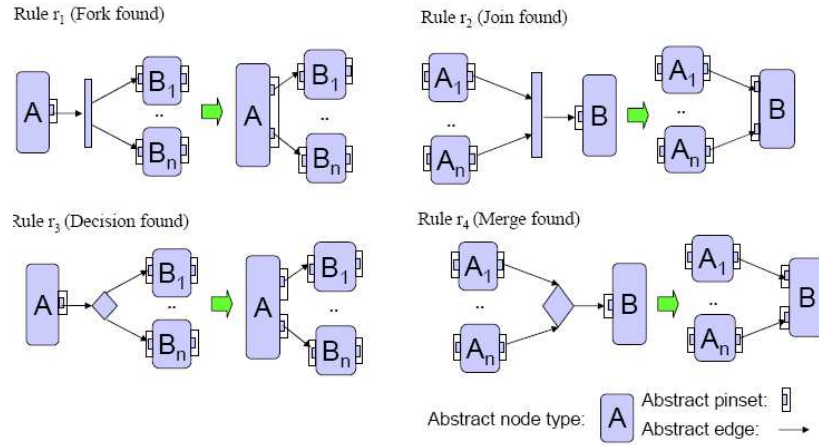 Rule r1 (Fork found)
A
B1
..
Bn
A
B1
..
Bn
Rule r2 (Join found)
A1
..
An
B
A1
..
An
B
Rule r3 (Decision found)
A
B1
..
Bn
A
B1
..
Bn
Rule r4 (Merge found)
A1
..
An
B
A1
..
An
B
Abstract node type: A
Abstract pinset:
Abstract edge: